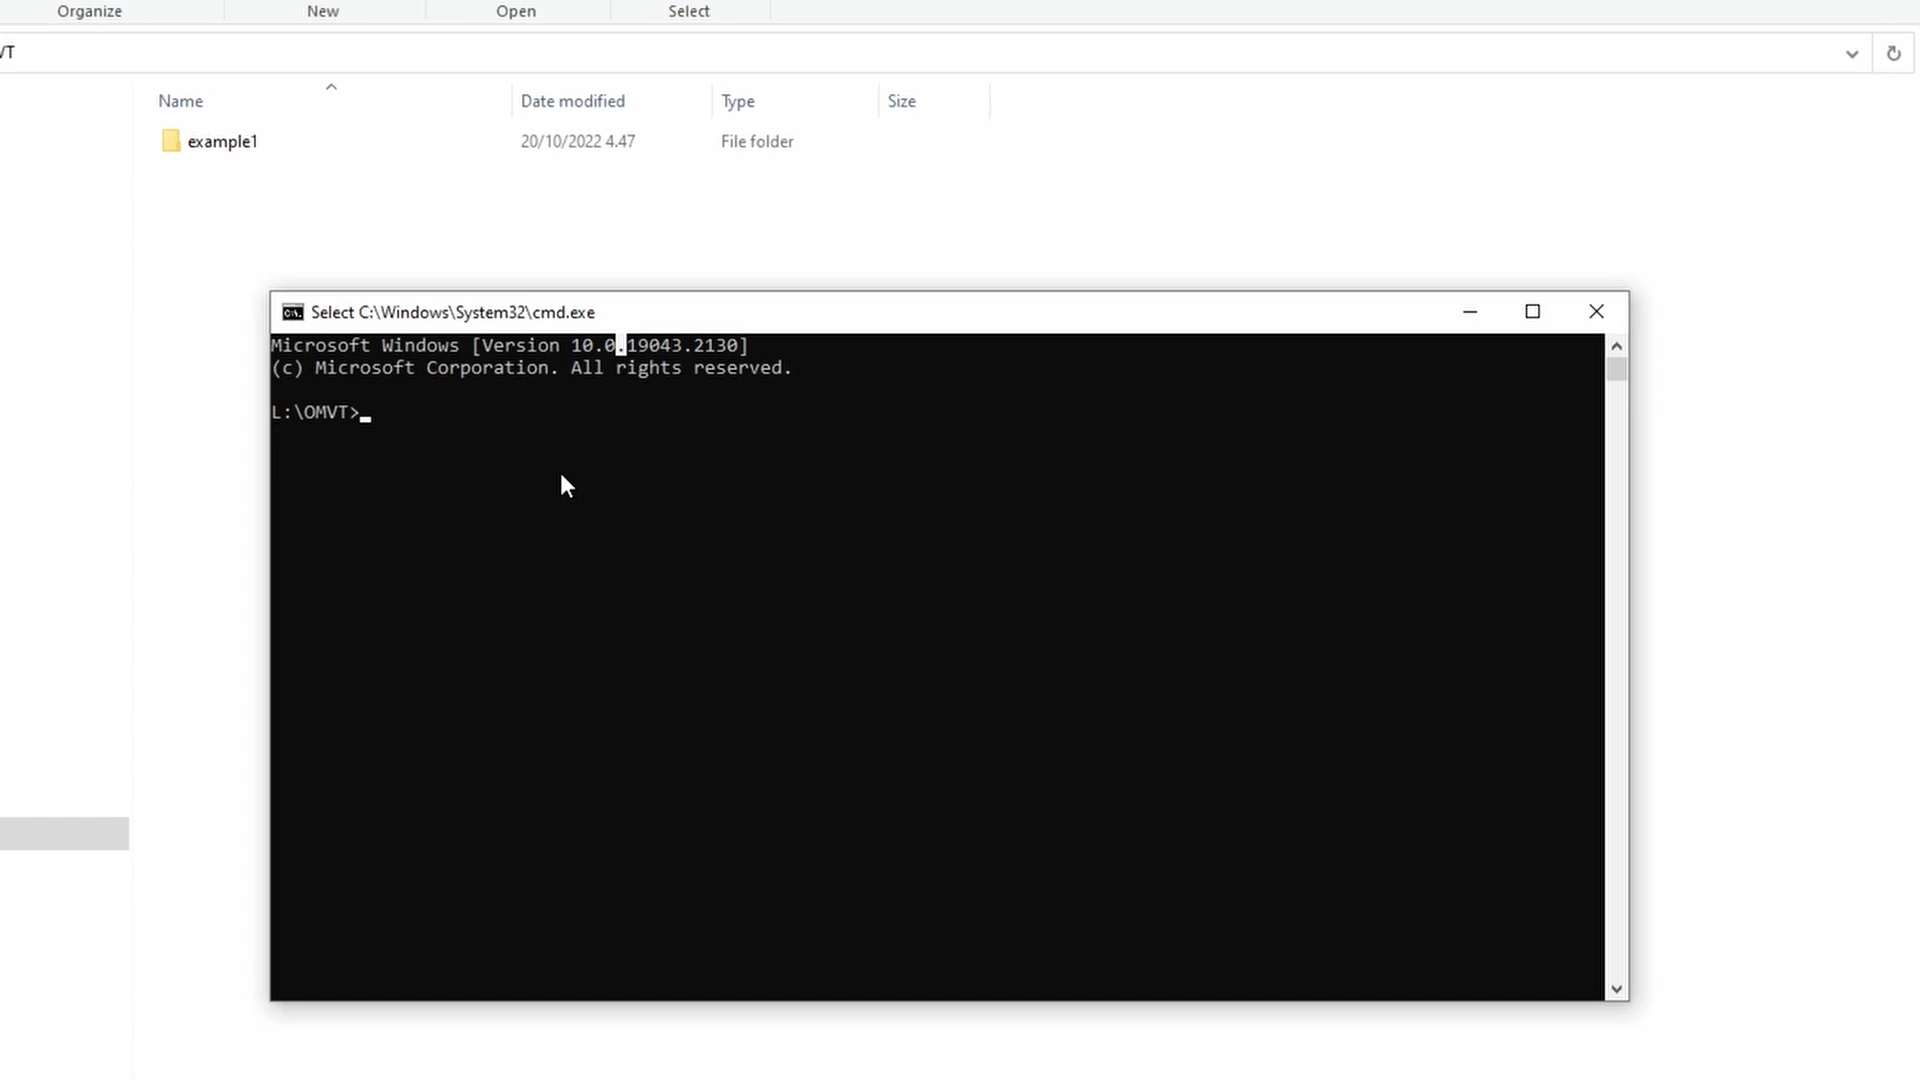 Organize New Open Select
VT
Name Date modified Type Size
example1 20/10/2022 4.47 File folder
Select C:\Windows\System32\cmd.exe
Microsoft Windows [Version 10.0.19043.2130]
(c) Microsoft Corporation. All rights reserved.
L:\OMVT>